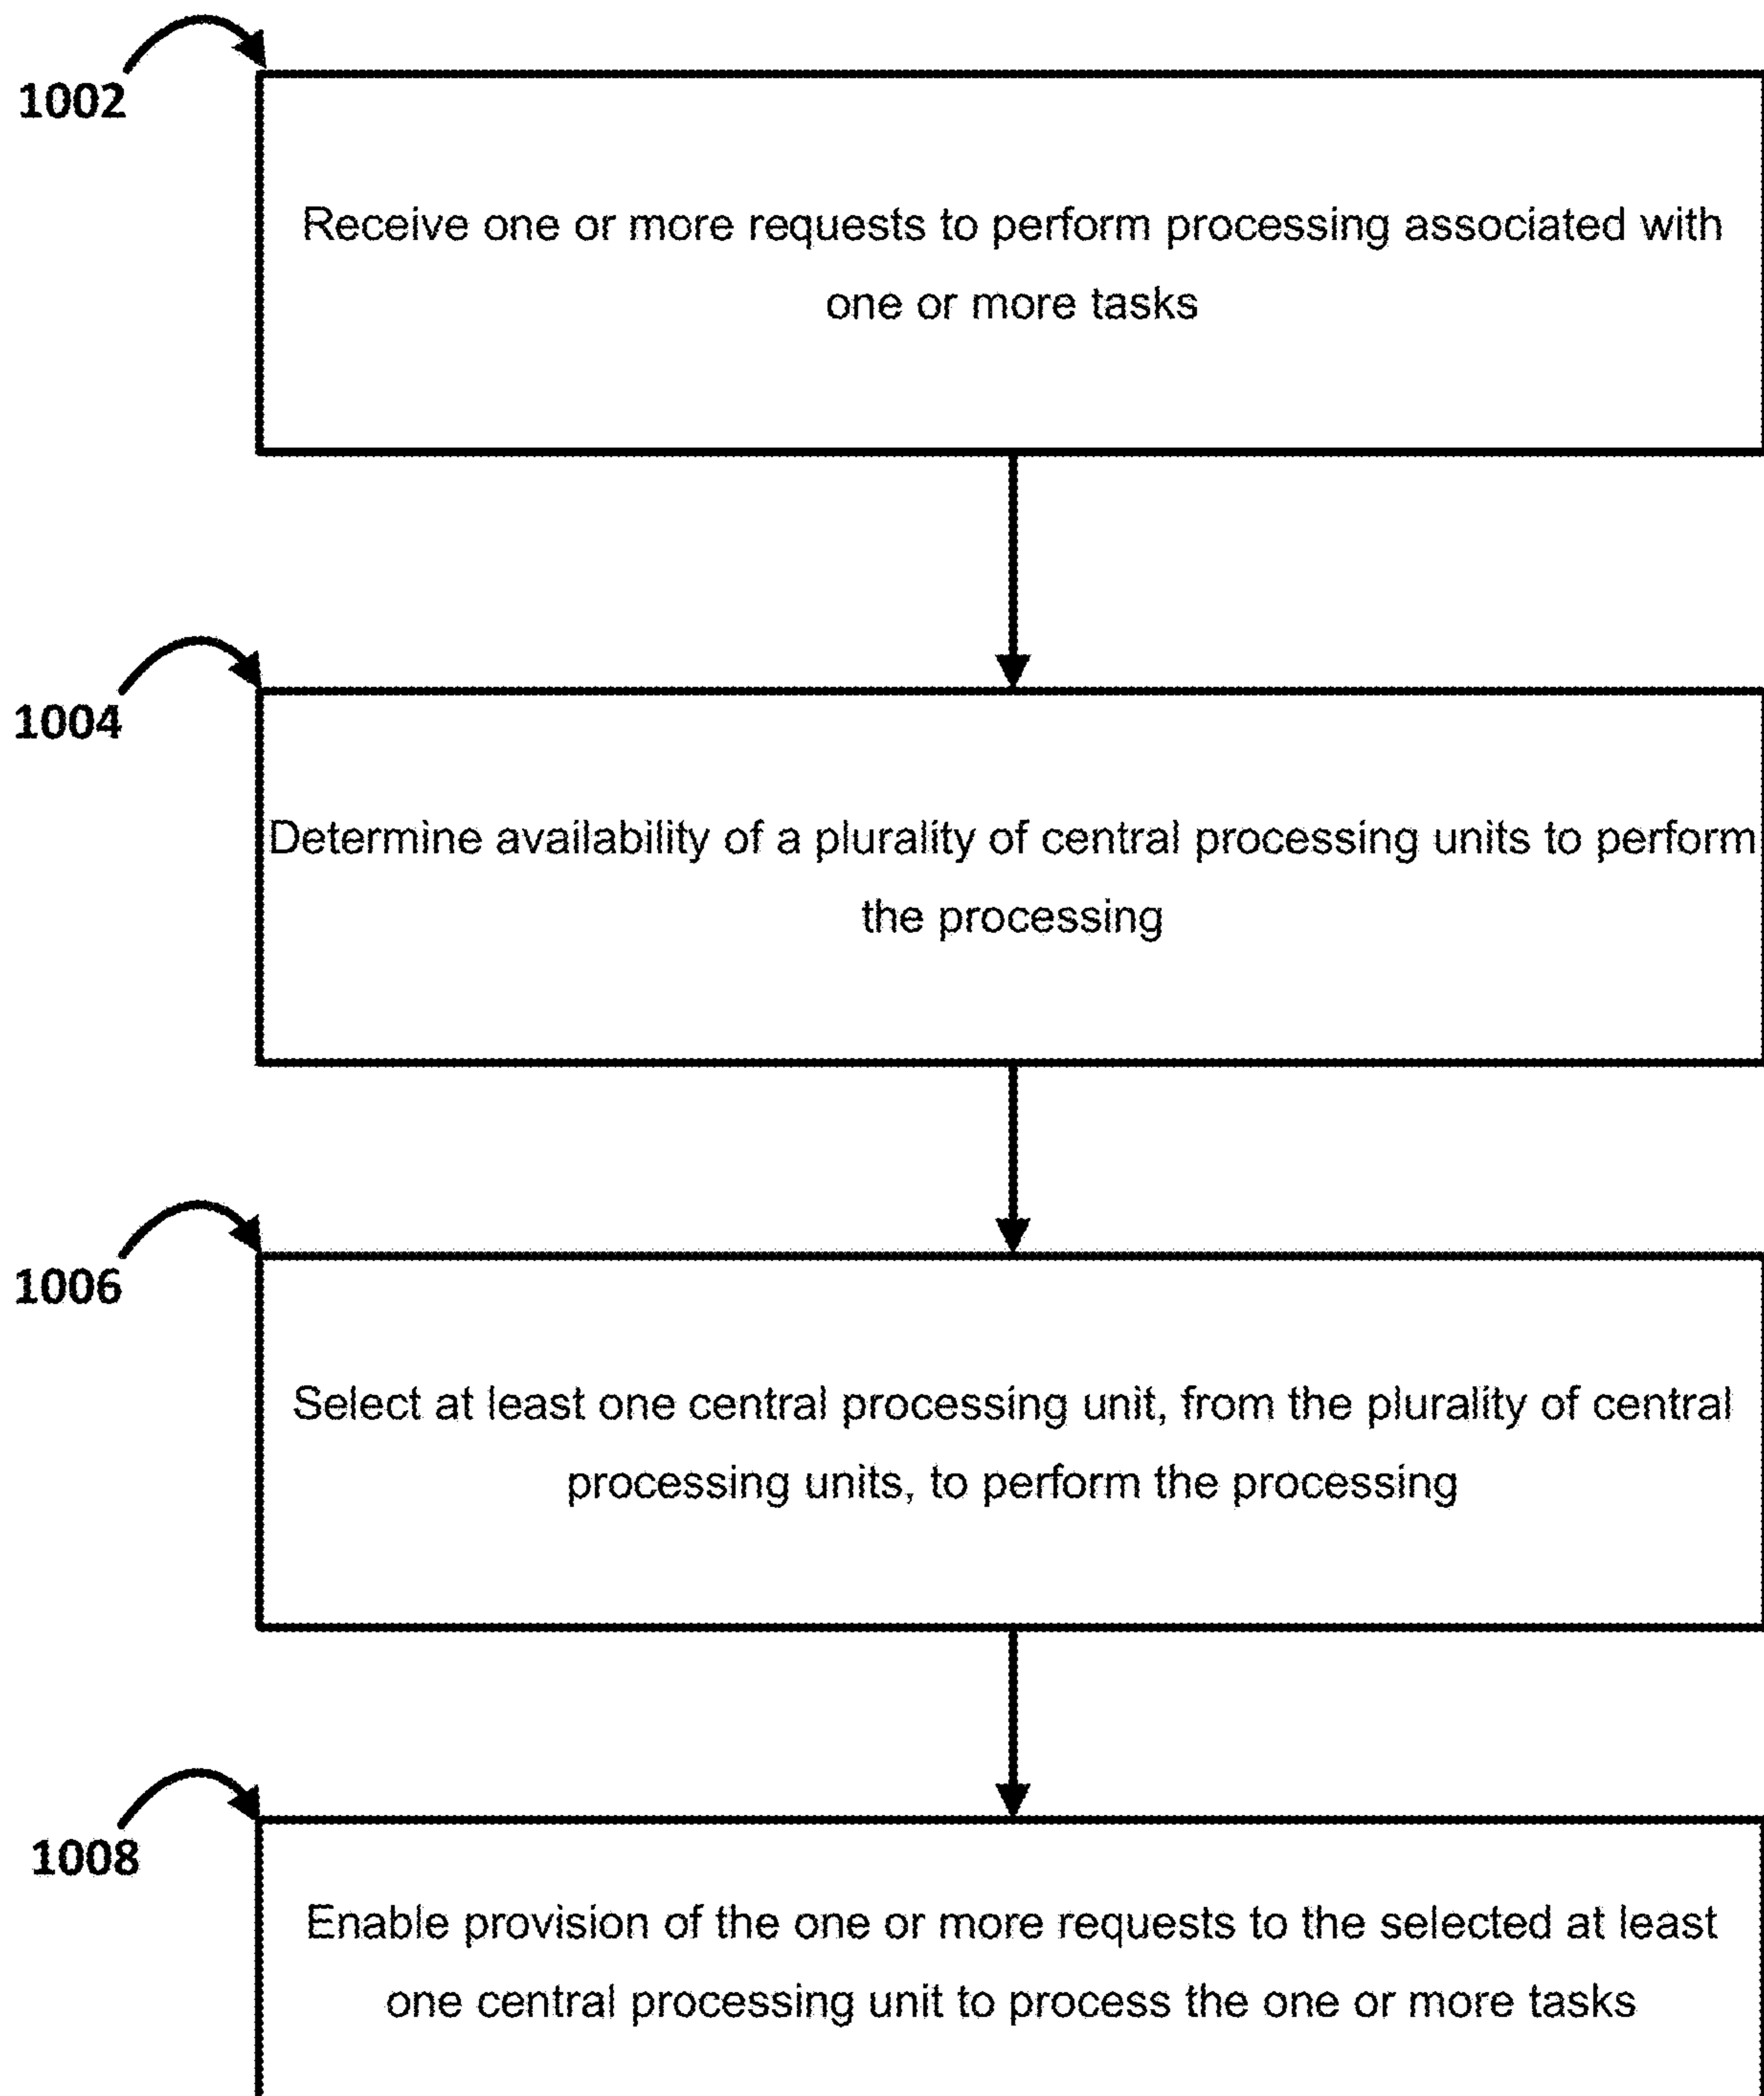 1002
Receive one or more requests to perform processing associated with
one or more tasks
1004
Determine availability of a plurality of central processing units to perform
the processing
1006
Select at least one central processing unit, from the plurality of central
processing units, to perform the processing
1008
Enable provision of the one or more requests to the selected at least
one central processing unit to process the one or more tasks